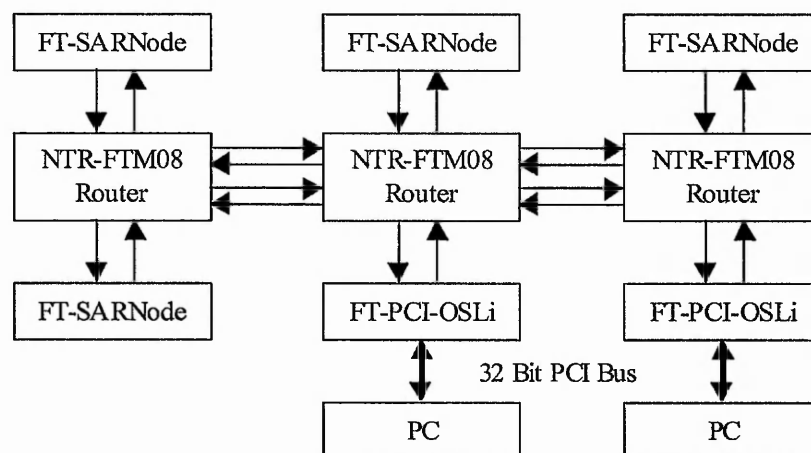 FT-SARNode
FT-SARNode
FT-SARNode
NTR-FTM08
Router
NTR-FTM08
Router
NTR-FTM08
Router
FT-SARNode
FT-PCI-OSLi
FT-PCI-OSLi
32 Bit PCI Bus
PC
PC